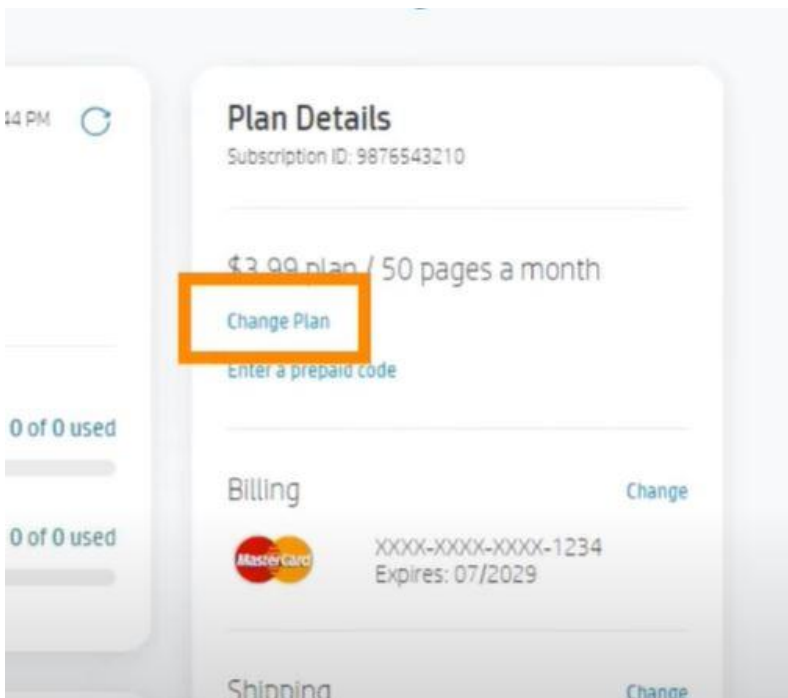 44 PM
Plan Details
Subscription ID: 9876543210
$3.99 plan / 50 pages a month
Change Plan
Enter a prepaid code
0 of 0 used
Billing
Change
0 of 0 used
MasterCard
XXXX-XXXX-XXXX-1234
Expires: 07/2029
Shipping
Change